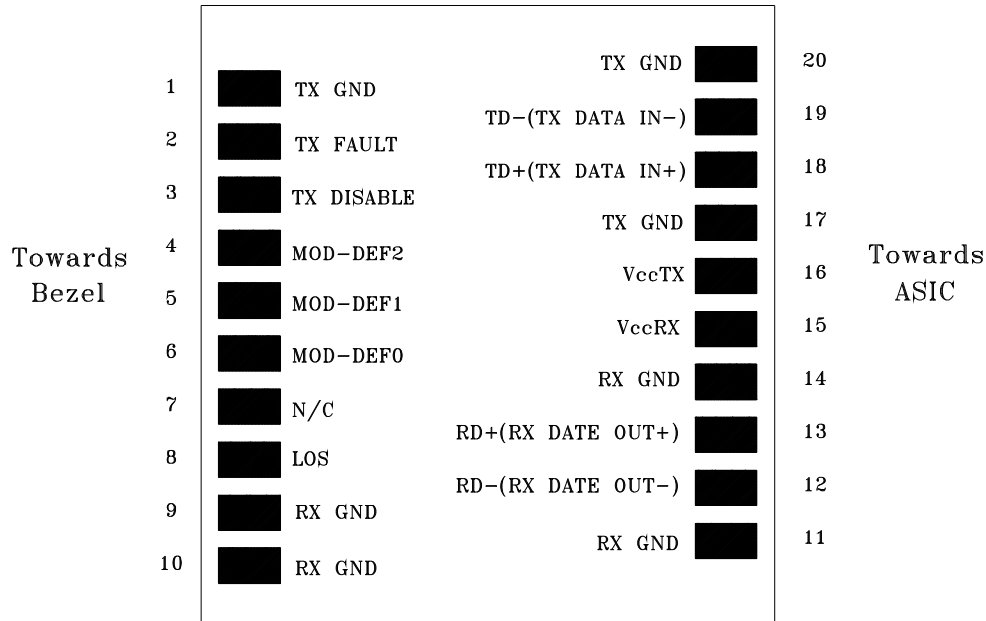 Towards
Bezel
1 TX GND
2 TX FAULT
3 TX DISABLE
4 MOD-DEF2
5 MOD-DEF1
6 MOD-DEF0
7 N/C
8 LOS
9 RX GND
10 RX GND
TX GND 20
TD-(TX DATA IN-) 19
TD+(TX DATA IN+) 18
TX GND 17
VccTX 16
VccRX 15
RX GND 14
RD+(RX DATE OUT+) 13
RD-(RX DATE OUT-) 12
RX GND 11
Towards
ASIC